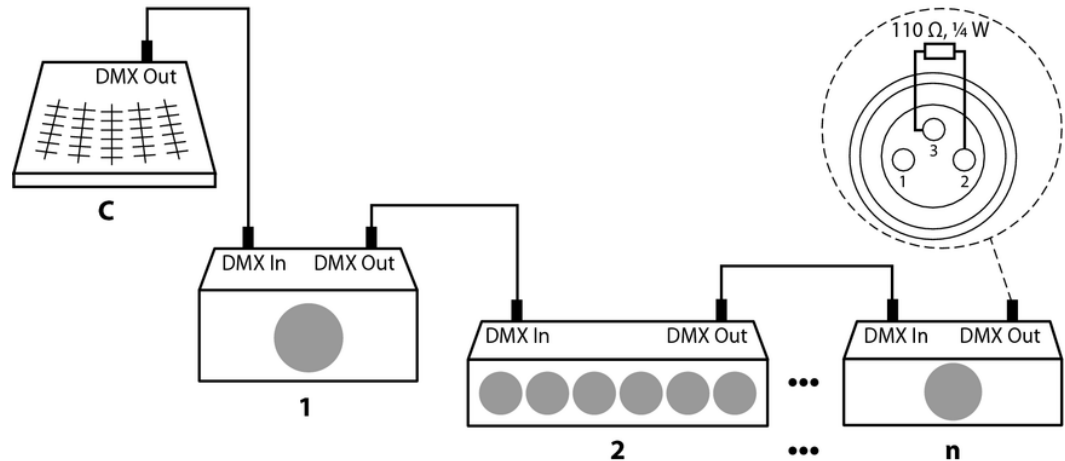 110 Ω, ¼ W
3
1
2
DMX Out
C
DMX In
DMX Out
1
DMX In
DMX Out
2
•••
•••
DMX In
DMX Out
n